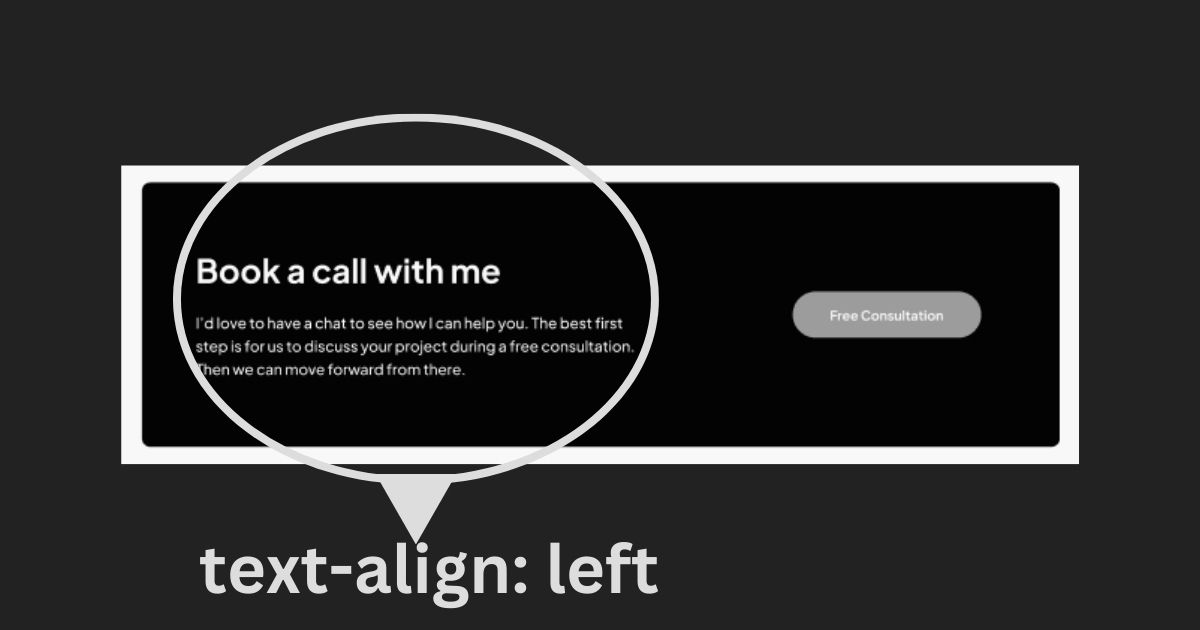 Book a call with me
I'd love to have a chat to see how I can help you. The best first
step is for us to discuss your project during a free consultation.
Then we can move forward from there.
Free Consultation
text-align: left